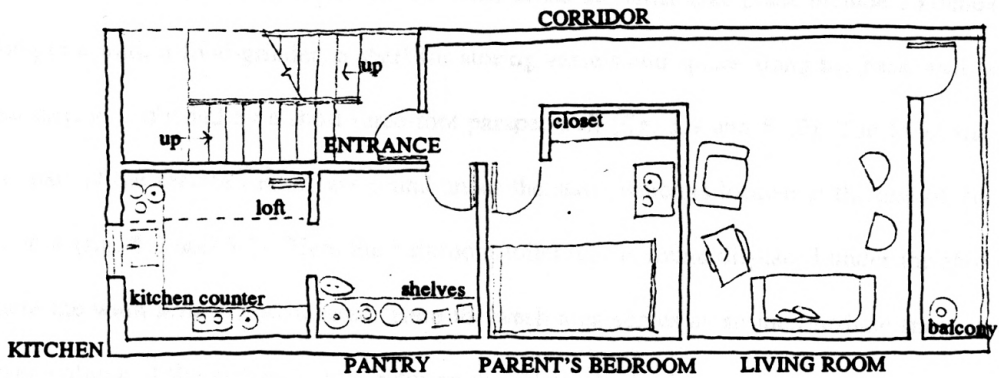 CORRIDOR
up
closet
up
ENTRANCE
loft
shelves
kitchen counter
balcony
KITCHEN
PANTRY
PARENT'S BEDROOM
LIVING ROOM